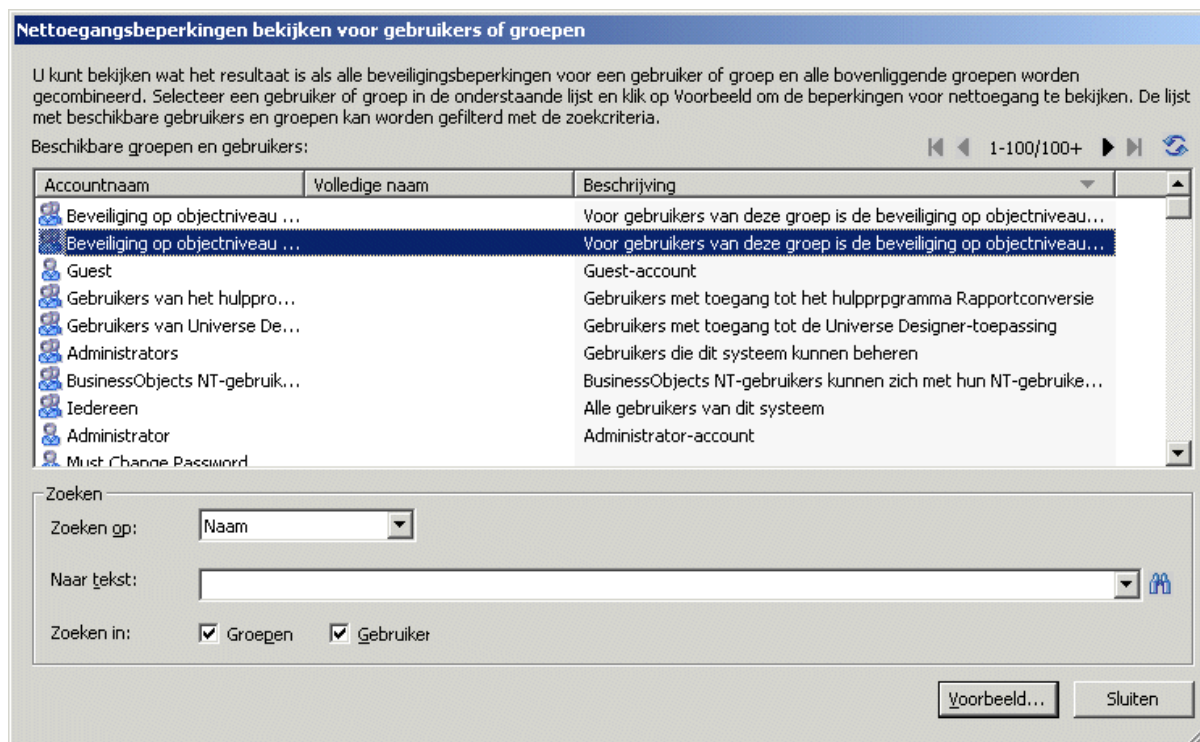 Nettoegangsbeperkingen bekijken voor gebruikers of groepen
U kunt bekijken wat het resultaat is als alle beveiligingsbeperkingen voor een gebruiker of groep en alle bovenliggende groepen worden
gecombineerd. Selecteer een gebruiker of groep in de onderstaande lijst en klik op Voorbeeld om de beperkingen voor nettoegang te bekijken. De lijst
met beschikbare gebruikers en groepen kan worden gefilterd met de zoekcriteria.
Beschikbare groepen en gebruikers: 1-100/100+
Accountnaam Volledige naam Beschrijving
Beveiliging op objectniveau ... Voor gebruikers van deze groep is de beveiliging op objectniveau...
Beveiliging op objectniveau ... Voor gebruikers van deze groep is de beveiliging op objectniveau...
Guest Guest-account
Gebruikers van het hulppro... Gebruikers met toegang tot het hulpprpgramma Rapportconversie
Gebruikers van Universe De... Gebruikers met toegang tot de Universe Designer-toepassing
Administrators Gebruikers die dit systeem kunnen beheren
BusinessObjects NT-gebruik... BusinessObjects NT-gebruikers kunnen zich met hun NT-gebruike...
Iedereen Alle gebruikers van dit systeem
Administrator Administrator-account
Must Change Password
Zoeken
Zoeken op: Naam
Naar tekst:
Zoeken in: Groepen Gebruiker
Voorbeeld... Sluiten